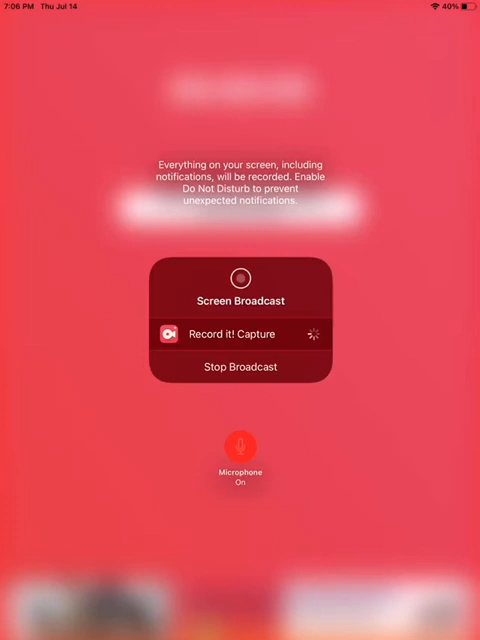 7:06 PM Thu Jul 14
40%
Everything on your screen, including
notifications, will be recorded. Enable
Do Not Disturb to prevent
unexpected notifications.
Screen Broadcast
Record it! Capture
Stop Broadcast
Microphone
On